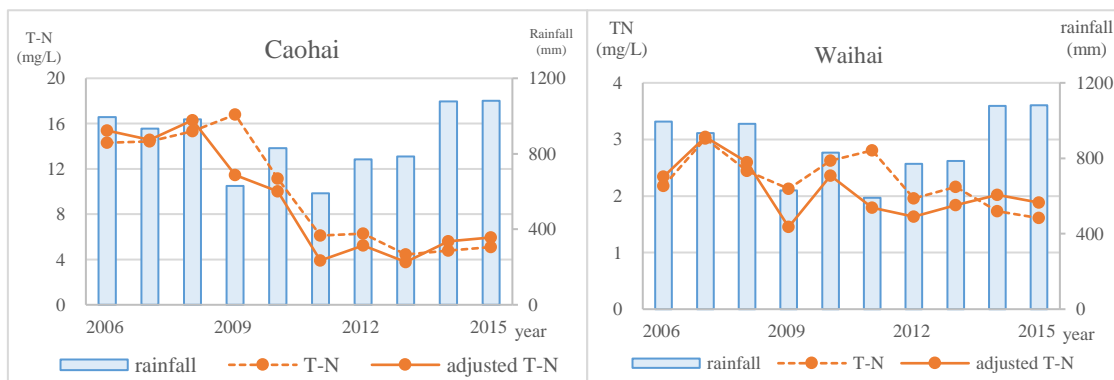 T-N
(mg/L)
Caohai
Rainfall
(mm)
20
16
12
8
4
0
1200
800
400
0
2006
2009
2012
2015
year
rainfall
T-N
adjusted T-N
TN
(mg/L)
Waihai
rainfall
(mm)
4
3
2
1
0
1200
800
400
0
2006
2009
2012
2015
year
rainfall
T-N
adjusted T-N